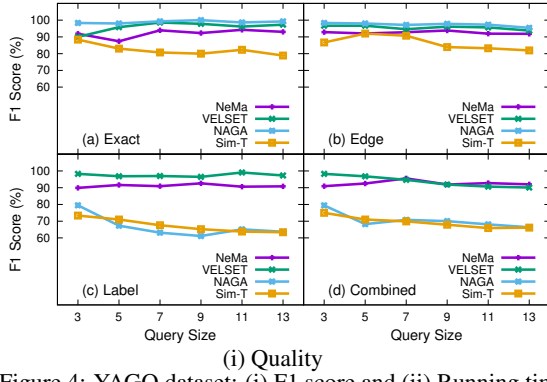 F1 Score (%)
100
90
80
70
60
NeMa
VELSET
NAGA
Sim-T
(a) Exact
NeMa
VELSET
NAGA
Sim-T
(b) Edge
F1 Score (%)
100
90
80
70
60
NeMa
VELSET
NAGA
Sim-T
(c) Label
3 5 7 9 11 13
Query Size
NeMa
VELSET
NAGA
Sim-T
(d) Combined
3 5 7 9 11 13
Query Size
(i) Quality
Figure 4: YAGO dataset: (i) F1 score and (ii) Running tim